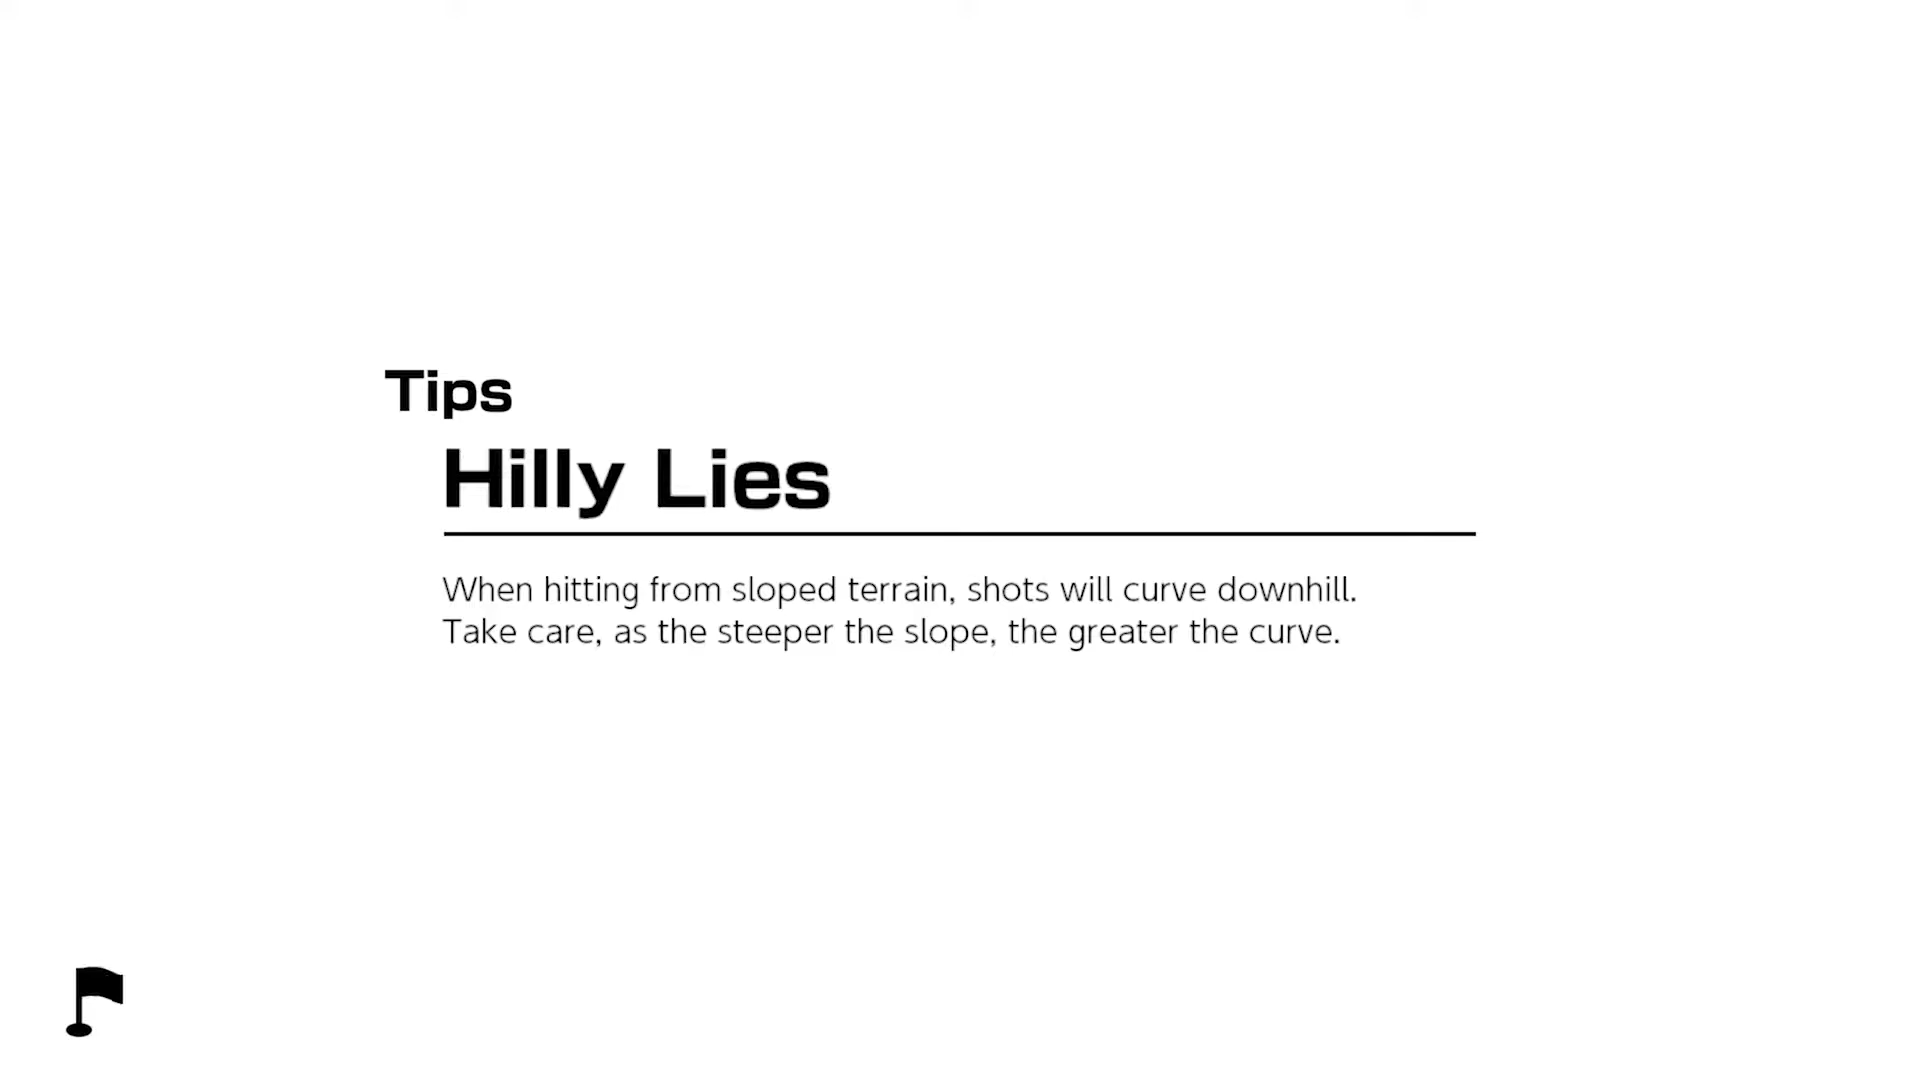 Tips
Hilly Lies
When hitting from sloped terrain, shots will curve downhill.
Take care, as the steeper the slope, the greater the curve.